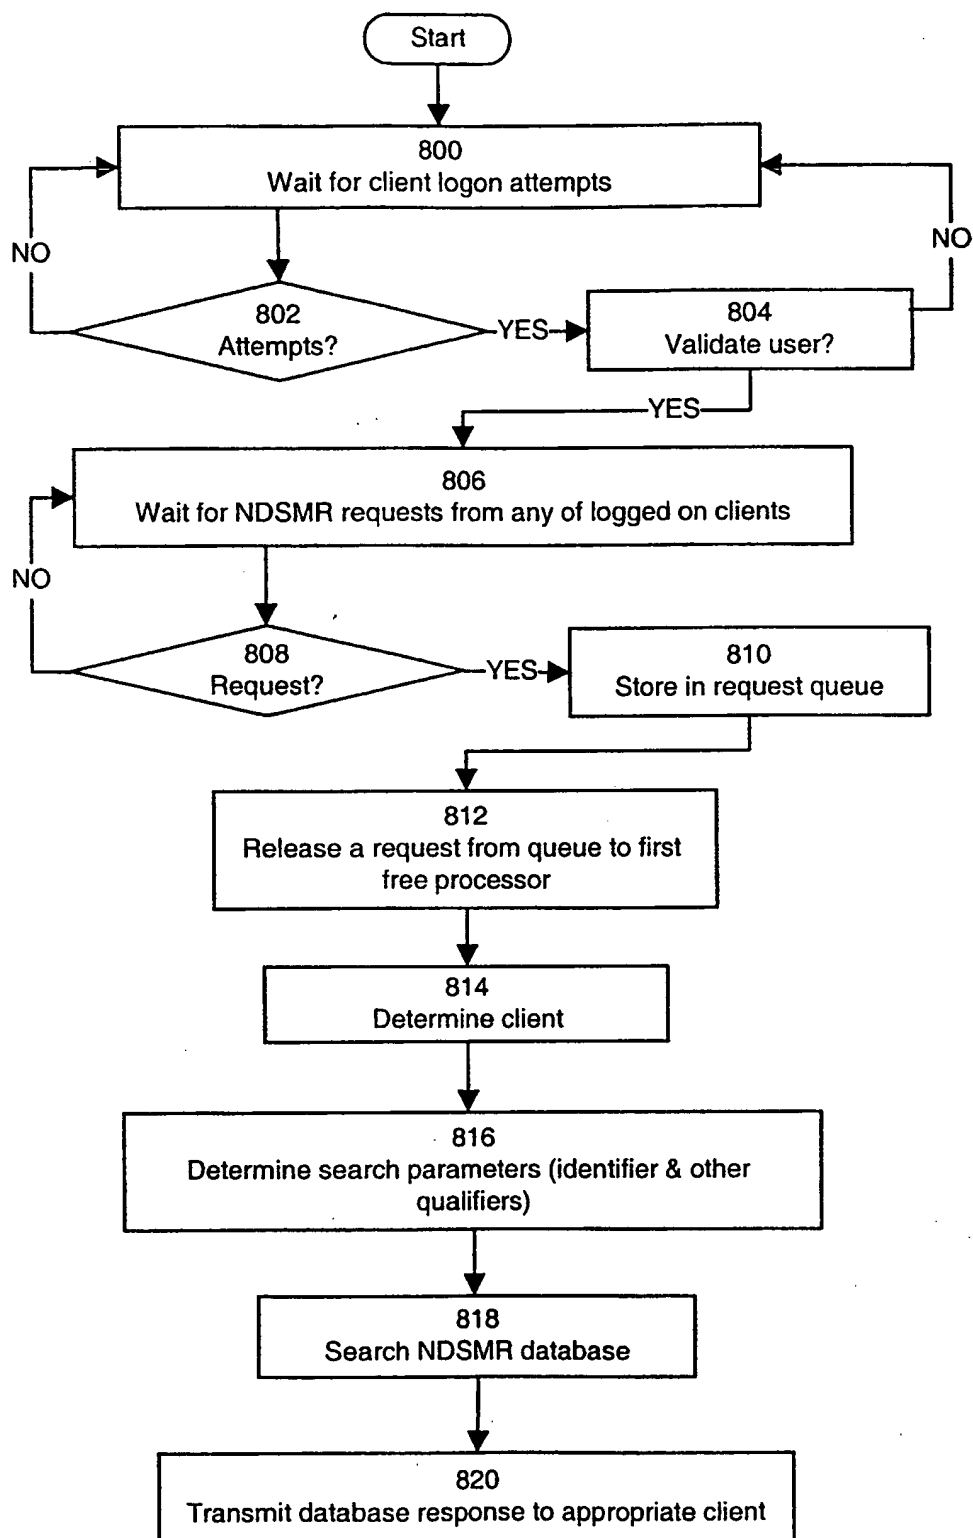 Start
800
Wait for client logon attempts
NO
NO
802
Attempts?
YES
804
Validate user?
YES
806
Wait for NDSMR requests from any of logged on clients
NO
808
Request?
YES
810
Store in request queue
812
Release a request from queue to first
free processor
814
Determine client
816
Determine search parameters (identifier & other
qualifiers)
818
Search NDSMR database
820
Transmit database response to appropriate client